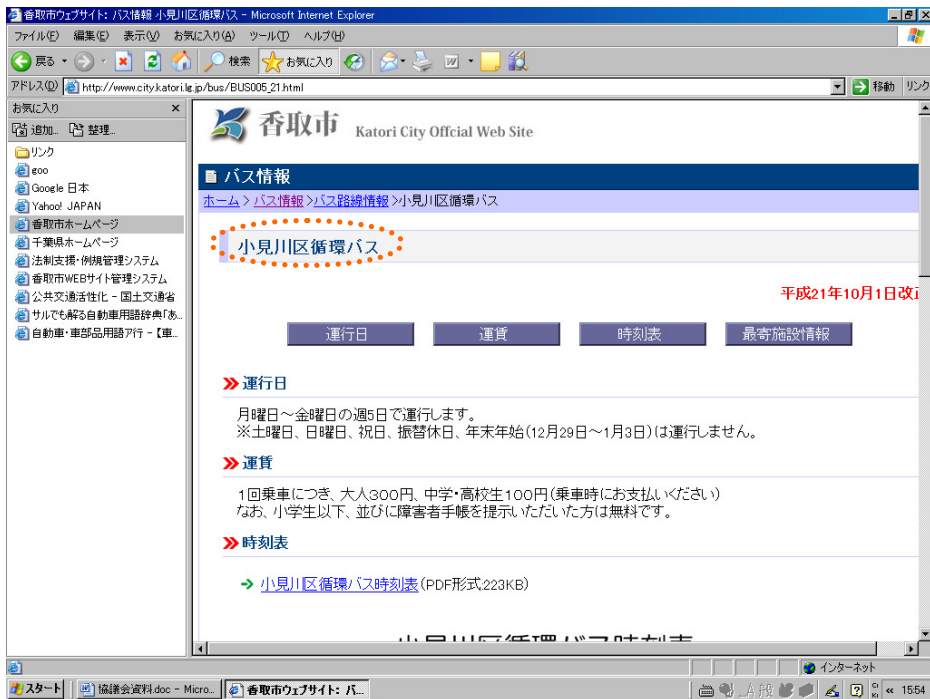 香取市ウェブサイト: バス情報 小見川区循環バス - Microsoft Internet Explorer
ファイル(F) 編集(E) 表示(V) お気に入り(A) ツール(T) ヘルプ(H)
戻る 検索 お気に入り
アドレス(D) http://www.city.katori.lg.jp/bus/BUS005_21.html 移動 リンク
お気に入り
追加... 整理...
リンク
goo
Google 日本
Yahoo! JAPAN
香取市ホームページ
千葉県ホームページ
法制支援・例規管理システム
香取市WEBサイト管理システム
公共交通活性化 - 国土交通省
サルでも解る自動車用語辞典「あ...
自動車・車部品用語ア行 - 【車...
香取市 Katori City Offcial Web Site
バス情報
ホーム > バス情報 >バス路線情報 >小見川区循環バス
小見川区循環バス
平成21年10月1日改正
運行日 運賃 時刻表 最寄施設情報
運行日
月曜日～金曜日の週5日で運行します。
※土曜日、日曜日、祝日、振替休日、年末年始(12月29日～1月3日)は運行しません。
運賃
1回乗車につき、大人300円、中学・高校生100円(乗車時にお支払いください)
なお、小学生以下、並びに障害者手帳を提示いただいた方は無料です。
時刻表
小見川区循環バス時刻表(PDF形式:223KB)
小見川区循環バス時刻表
インターネット
スタート 協議会資料.doc - Micro... 香取市ウェブサイト: バ... A 般 15:54